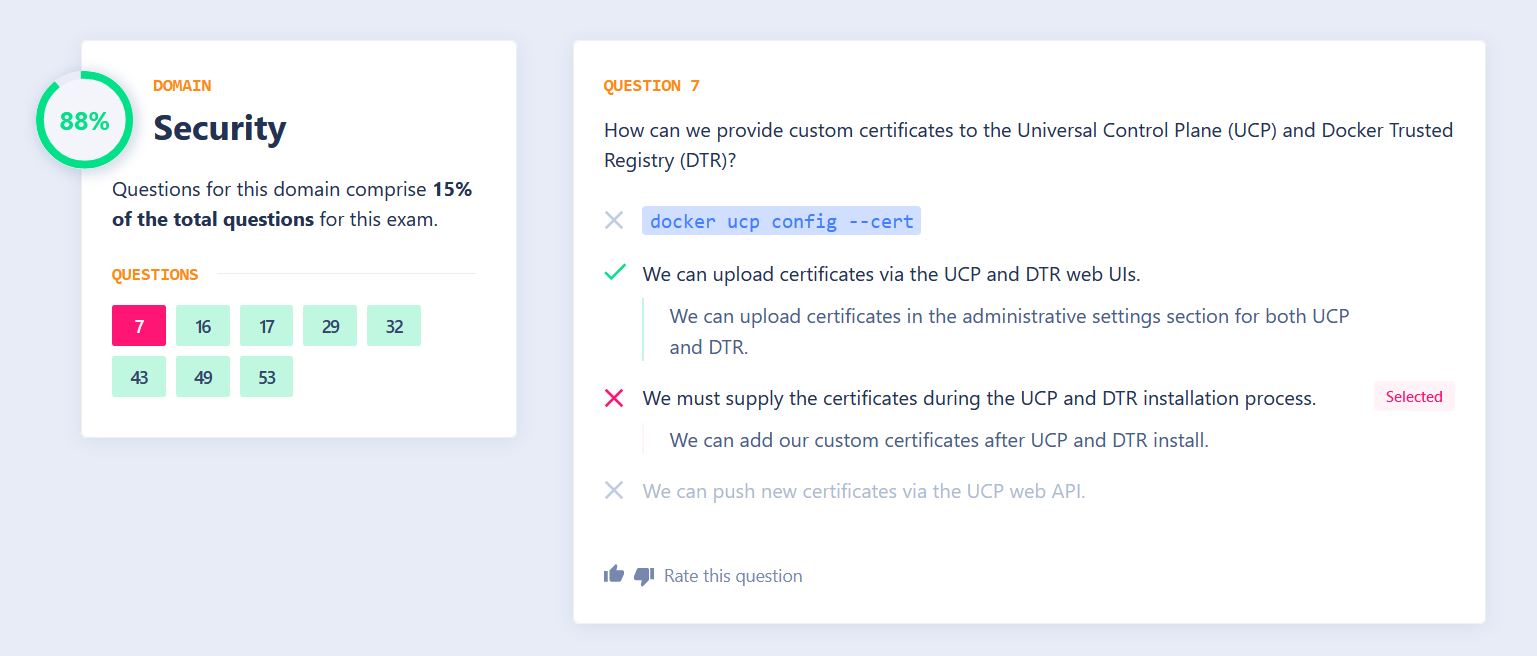 88%
DOMAIN
Security
Questions for this domain comprise 15%
of the total questions for this exam.
QUESTIONS
7 16 17 29 32
43 49 53
QUESTION 7
How can we provide custom certificates to the Universal Control Plane (UCP) and Docker Trusted
Registry (DTR)?
docker ucp config --cert
We can upload certificates via the UCP and DTR web UIs.
We can upload certificates in the administrative settings section for both UCP
and DTR.
We must supply the certificates during the UCP and DTR installation process. Selected
We can add our custom certificates after UCP and DTR install.
We can push new certificates via the UCP web API.
Rate this question